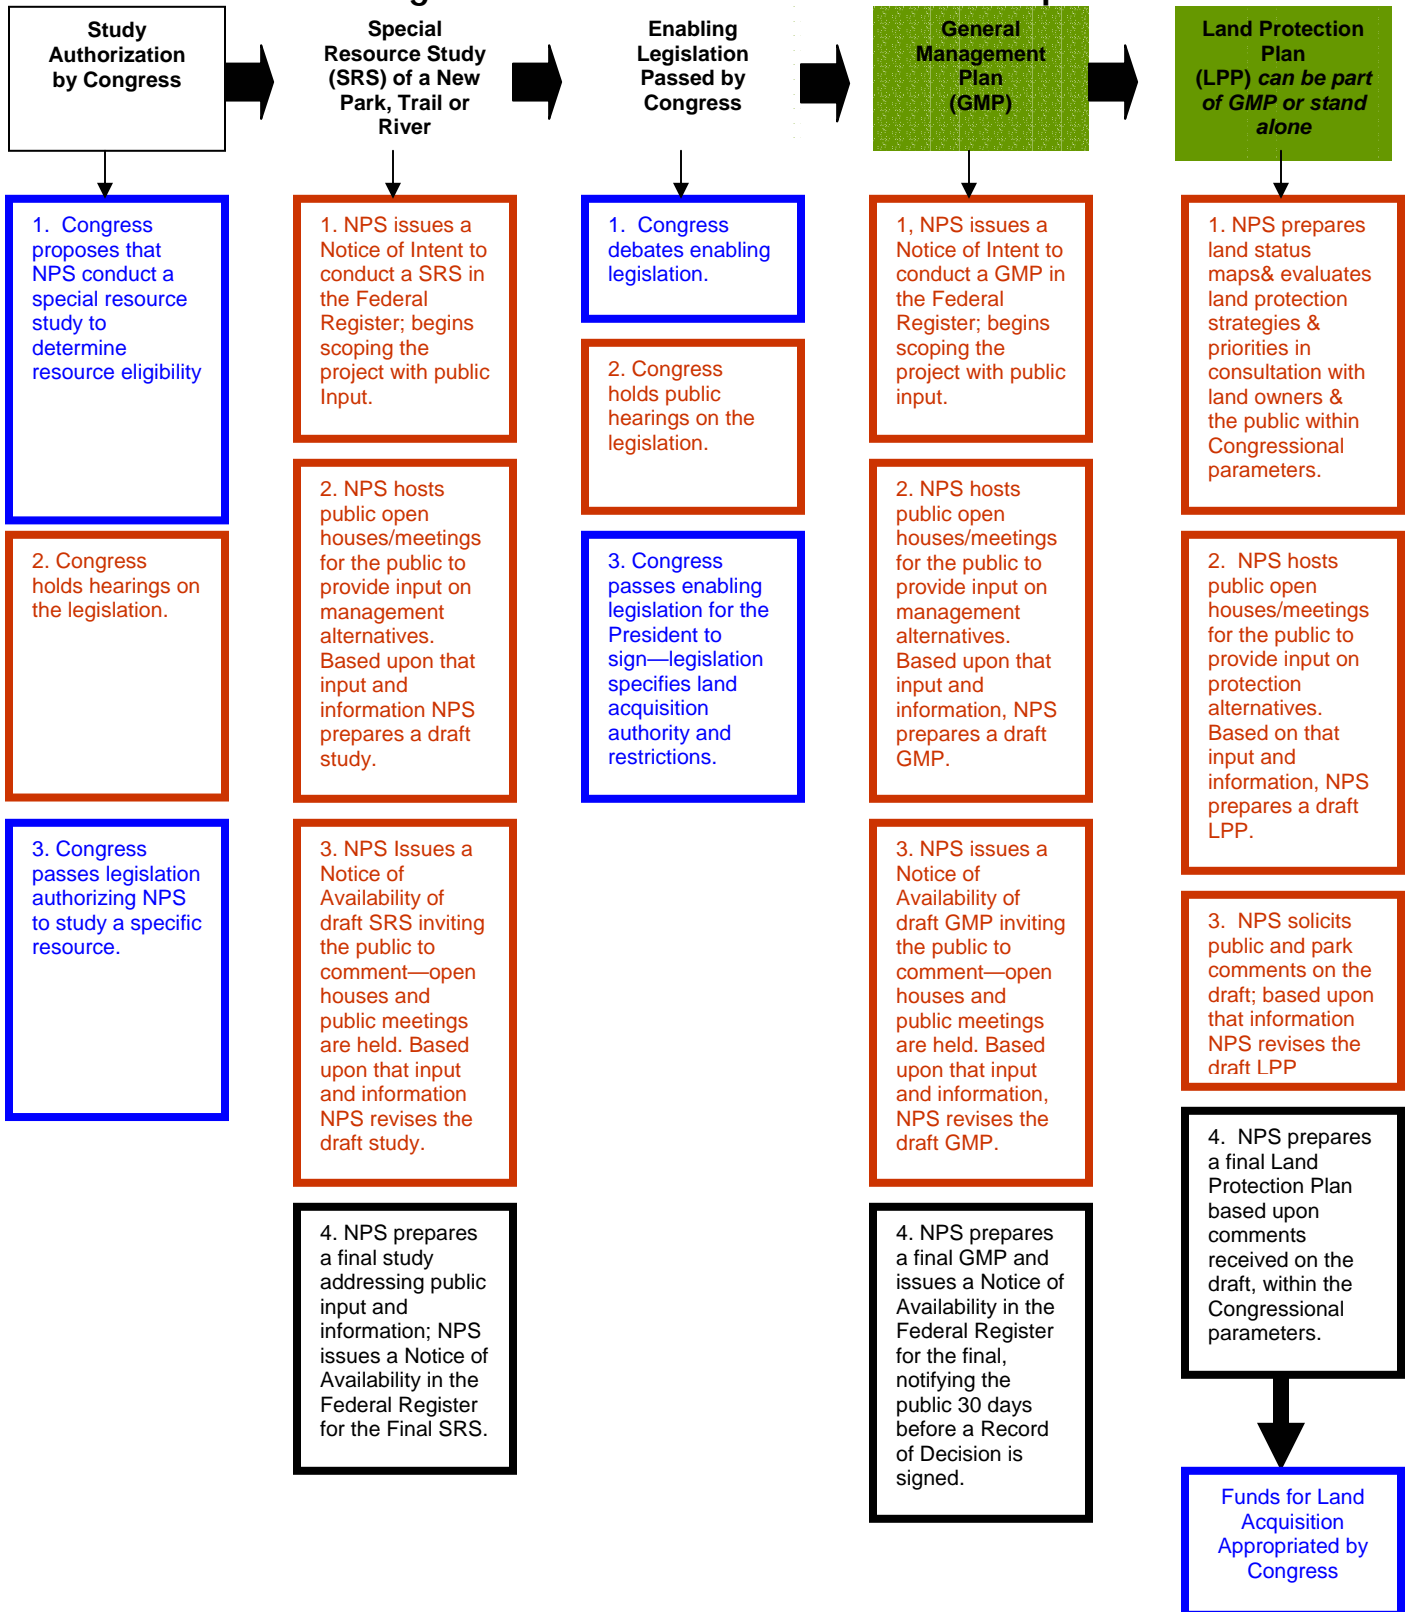 Study
Authorization
by Congress
Special
Resource Study
(SRS) of a New
Park, Trail or
River
Enabling
Legislation
Passed by
Congress
General
Management
Plan
(GMP)
Land Protection
Plan
(LPP) can be part
of GMP or stand
alone
1. Congress
proposes that
NPS conduct a
special resource
study to
determine
resource eligibility
2. Congress
holds hearings on
the legislation.
3. Congress
passes legislation
authorizing NPS
to study a specific
resource.
1. NPS issues a
Notice of Intent to
conduct a SRS in
the Federal
Register; begins
scoping the
project with public
Input.
2. NPS hosts
public open
houses/meetings
for the public to
provide input on
management
alternatives.
Based upon that
input and
information NPS
prepares a draft
study.
3. NPS Issues a
Notice of
Availability of
draft SRS inviting
the public to
comment—open
houses and
public meetings
are held. Based
upon that input
and information
NPS revises the
draft study.
4. NPS prepares
a final study
addressing public
input and
information; NPS
issues a Notice of
Availability in the
Federal Register
for the Final SRS.
1. Congress
debates enabling
legislation.
2. Congress
holds public
hearings on the
legislation.
3. Congress
passes enabling
legislation for the
President to
sign—legislation
specifies land
acquisition
authority and
restrictions.
1, NPS issues a
Notice of Intent to
conduct a GMP in
the Federal
Register; begins
scoping the
project with public
input.
2. NPS hosts
public open
houses/meetings
for the public to
provide input on
management
alternatives.
Based upon that
input and
information, NPS
prepares a draft
GMP.
3. NPS issues a
Notice of
Availability of
draft GMP inviting
the public to
comment—open
houses and
public meetings
are held. Based
upon that input
and information,
NPS revises the
draft GMP.
4. NPS prepares
a final GMP and
issues a Notice of
Availability in the
Federal Register
for the final,
notifying the
public 30 days
before a Record
of Decision is
signed.
1. NPS prepares
land status
maps& evaluates
land protection
strategies &
priorities in
consultation with
land owners &
the public within
Congressional
parameters.
2. NPS hosts
public open
houses/meetings
for the public to
provide input on
protection
alternatives.
Based on that
input and
information, NPS
prepares a draft
LPP.
3. NPS solicits
public and park
comments on the
draft; based upon
that information
NPS revises the
draft LPP
4. NPS prepares
a final Land
Protection Plan
based upon
comments
received on the
draft, within the
Congressional
parameters.
Funds for Land
Acquisition
Appropriated by
Congress